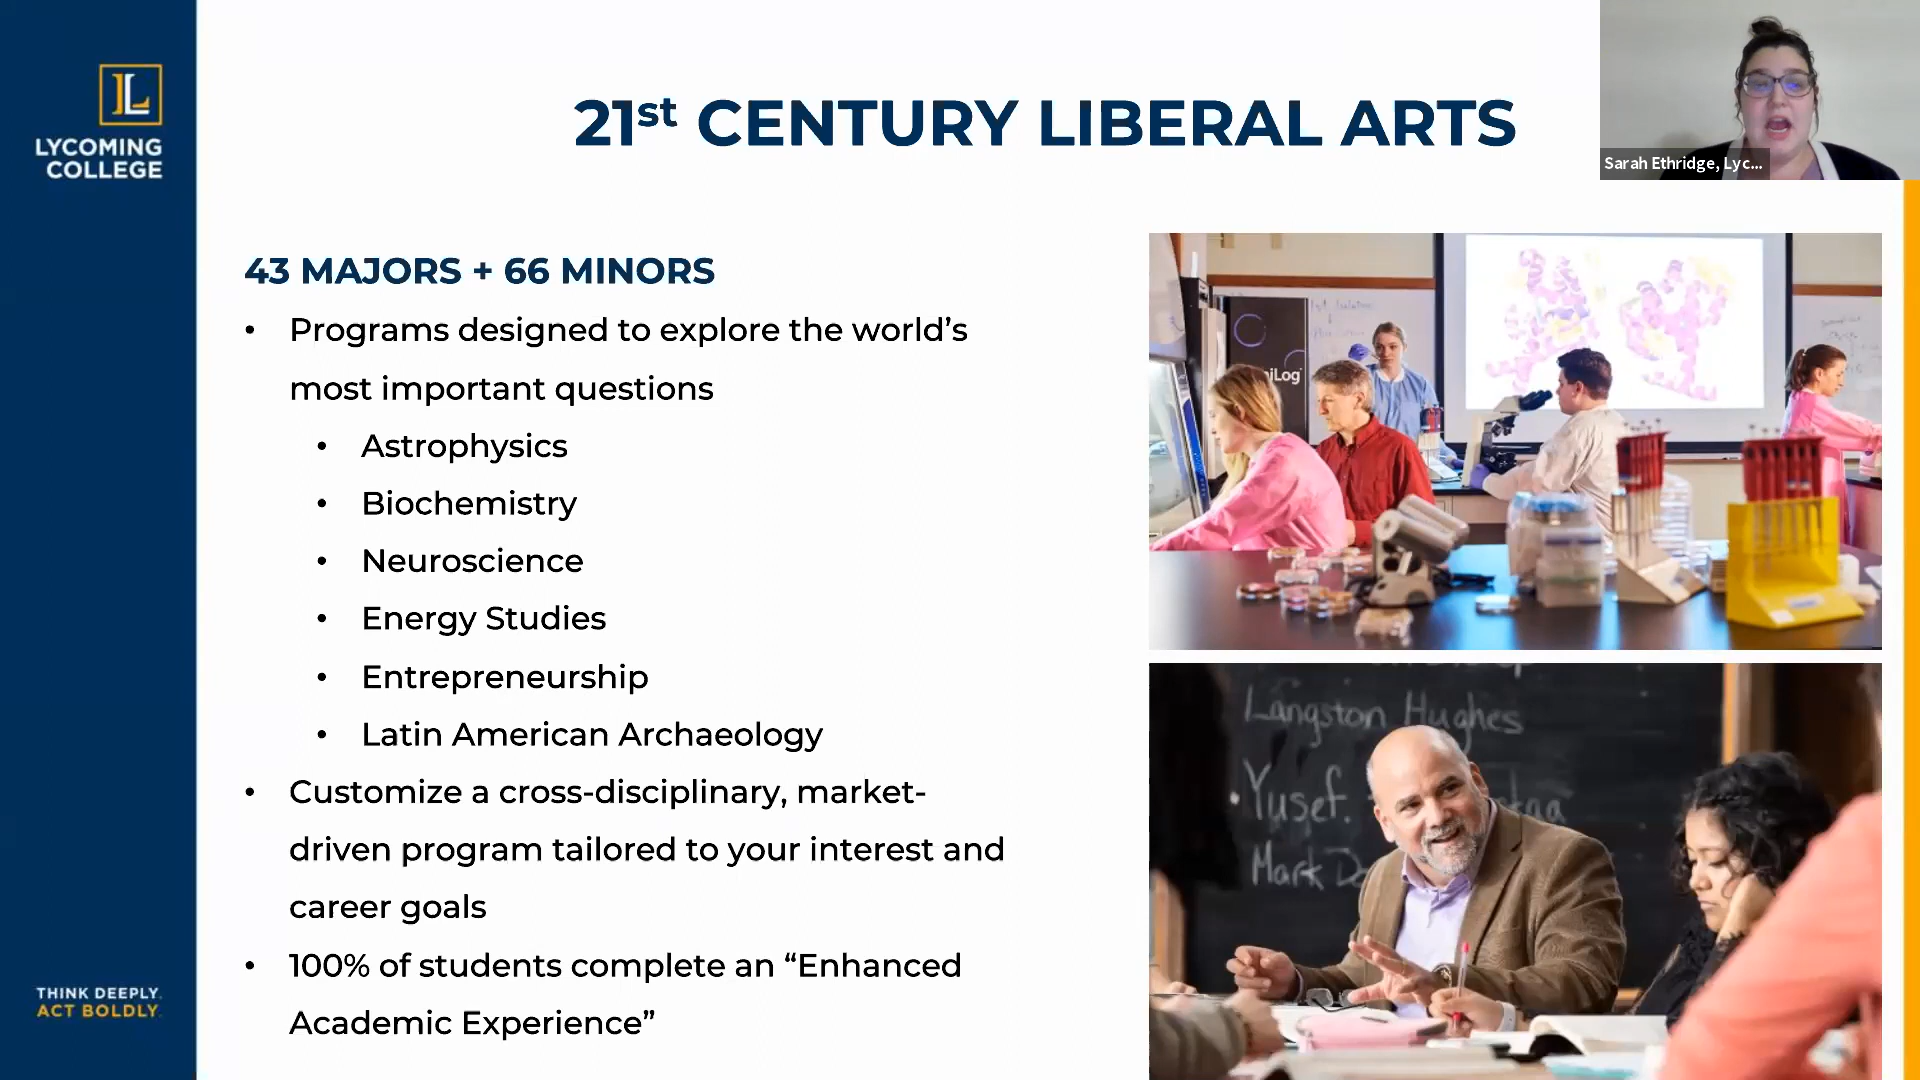 LYCOMING
COLLEGE
21st CENTURY LIBERAL ARTS
Sarah Ethridge, Lyc...
43 MAJORS + 66 MINORS
• Programs designed to explore the world’s
most important questions
• Astrophysics
• Biochemistry
• Neuroscience
• Energy Studies
• Entrepreneurship
• Latin American Archaeology
• Customize a cross-disciplinary, market-
driven program tailored to your interest and
career goals
• 100% of students complete an “Enhanced
Academic Experience”
Langston Hughes
Yusef.
Mark
THINK DEEPLY.
ACT BOLDLY.